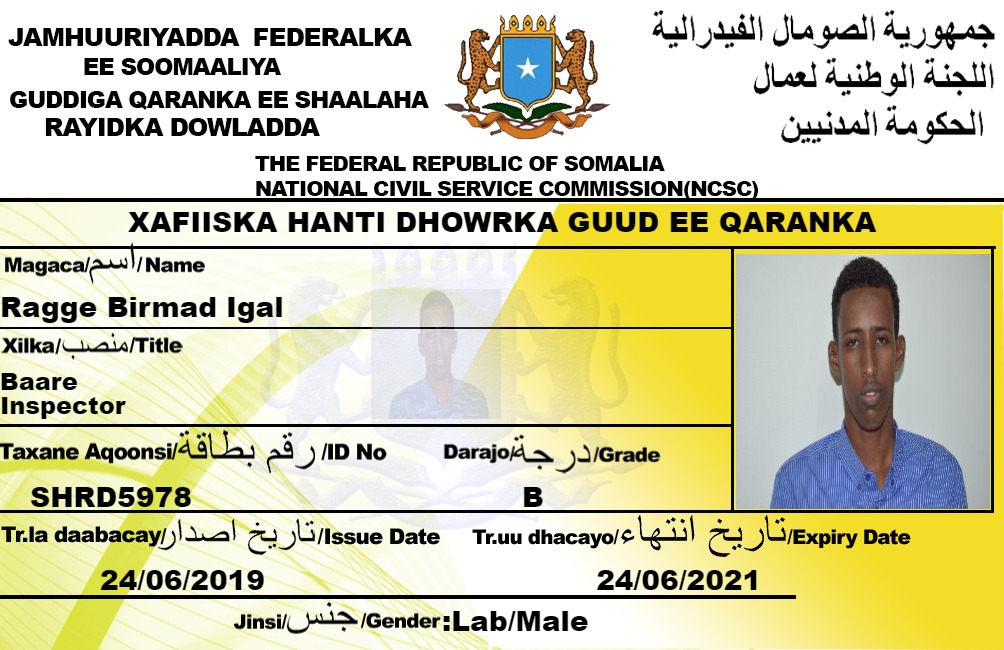 JAMHUURIYADDA FEDERALKA
EE SOOMAALIYA
GUDDIGA QARANKA EE SHAALAHA
RAYIDKA DOWLADDA
جمهورية الصومال الفيدرالية
اللجنة الوطنية لعمال
الحكومة المدنيين
THE FEDERAL REPUBLIC OF SOMALIA
NATIONAL CIVIL SERVICE COMMISSION(NCSC)
XAFIISKA HANTI DHOWRKA GUUD EE QARANKA
Magaca/اسم/Name
Ragge Birmad Igal
Xilka/منصب/Title
Baare
Inspector
Taxane Aqoonsi/رقم بطاقة/ID No
SHRD5978
Darajo/درجة/Grade
B
Tr.la daabacay/تاريخ اصدار/Issue Date
24/06/2019
Tr.uu dhacayo/تاريخ انتهاء/Expiry Date
24/06/2021
Jinsi/جنس/Gender:Lab/Male